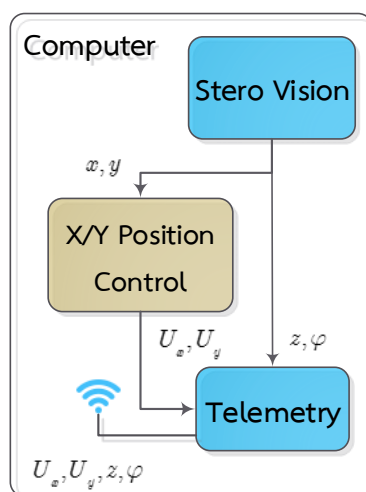 Computer
Stero Vision
x, y
X/Y Position
Control
U_x, U_y
z, φ
Telemetry
U_x, U_y, z, φ